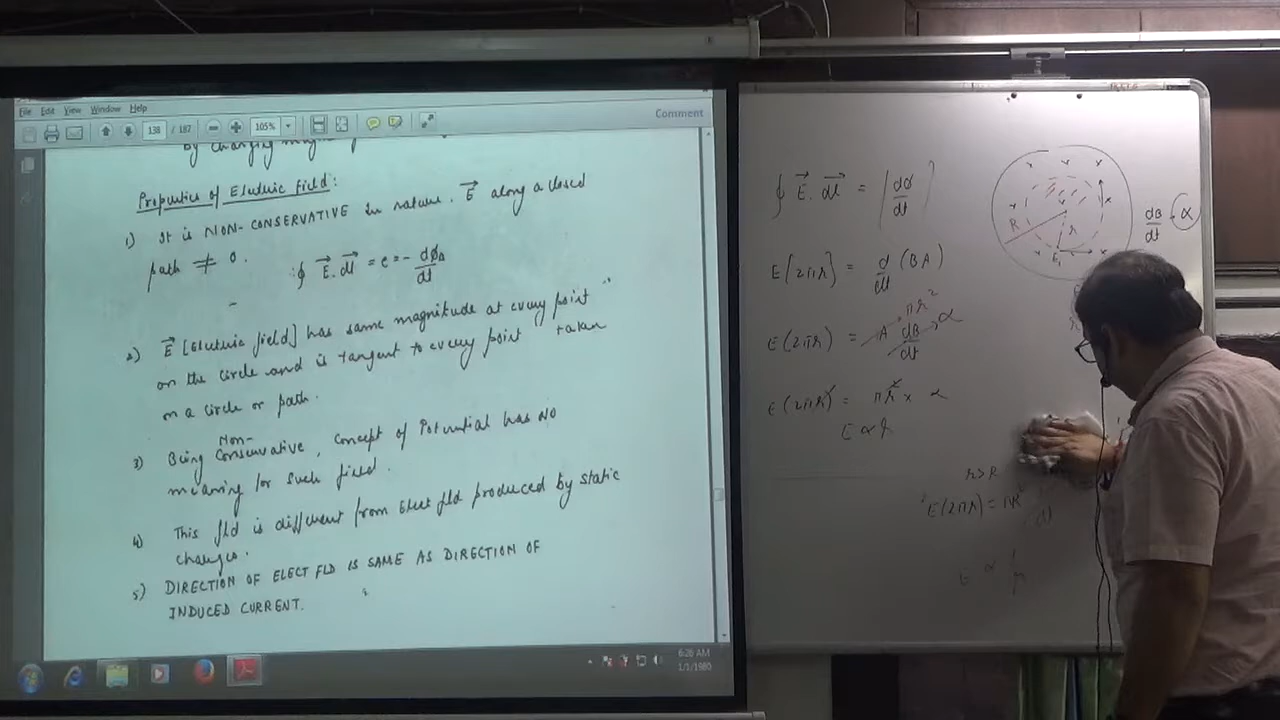 File Edit View Window Help
138 / 187 105% Comment
Properties of Electric field:
1) It is NON-CONSERVATIVE in nature. E⃗ along a closed
path ≠ 0. ∮ E⃗. dl⃗ = e = - dϕB/dt
2) E⃗ [Electric field] has same magnitude at every point
on the circle and is tangent to every point " taken
on a circle or path.
Non-
3) Being Conservative, concept of Potential has NO
meaning for such field.
4) This fld is different from Elect fld produced by static
changes.
5) DIRECTION OF ELECT FLD IS SAME AS DIRECTION OF
INDUCED CURRENT.
6:26 AM
1/1/1980
∮ E⃗. dl⃗ = |dϕ/dt|
E[2πr] = d/dt (BA)
πr²
E(2πr) = A dB/dt α
E(2πr) = πr² × α
E ∝ r
R
r
dB/dt = α
r > R
E(2πr) = πR²
E ∝ 1/r